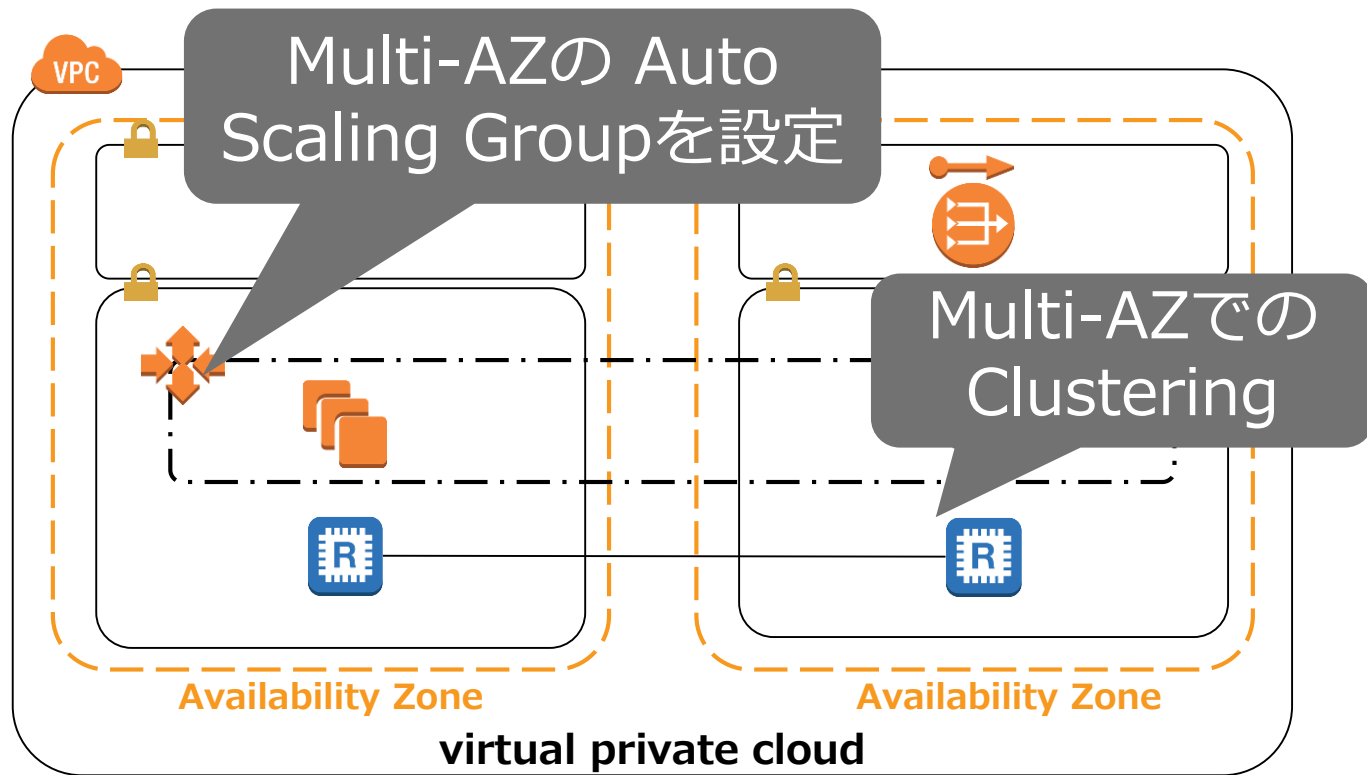 VPC
Multi-AZの Auto
Scaling Groupを設定
Multi-AZでの
Clustering
R
R
Availability Zone
Availability Zone
virtual private cloud